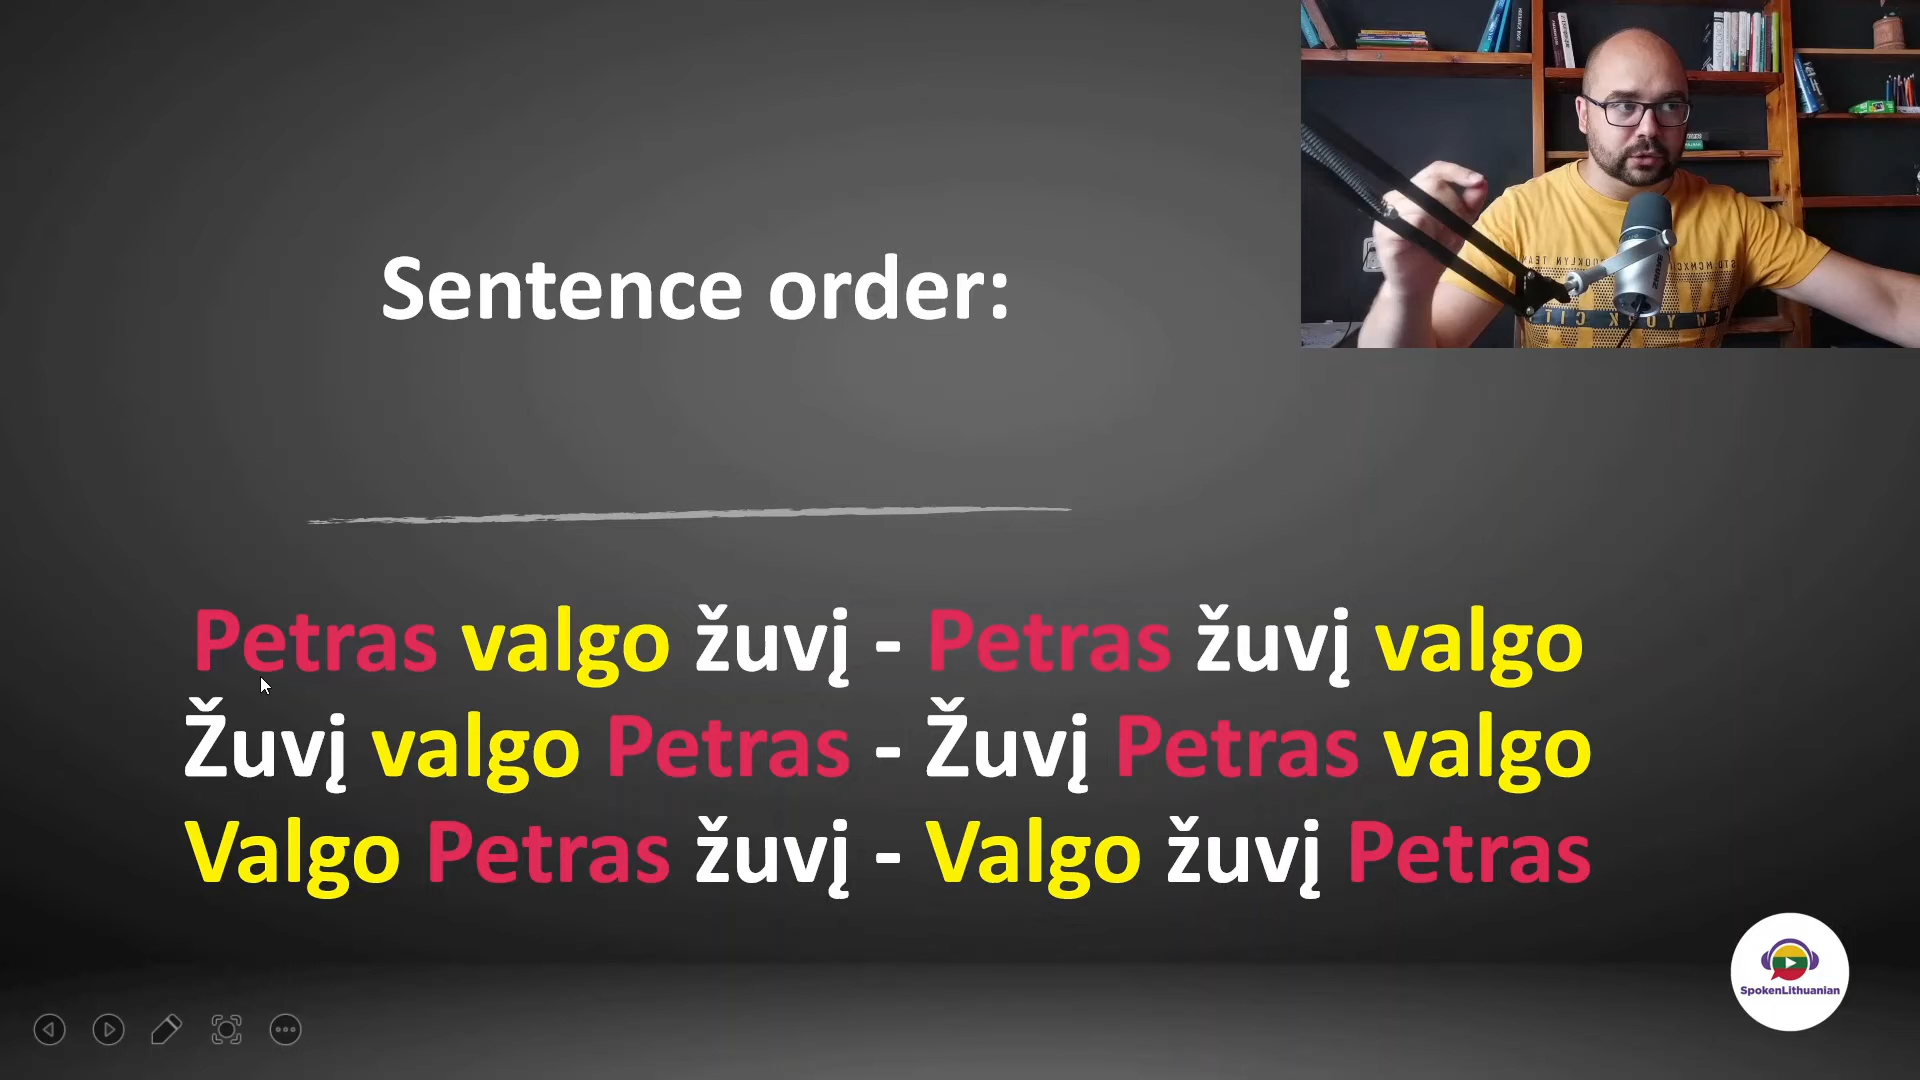 Sentence order:
Petras valgo žuvį - Petras žuvį valgo
Žuvį valgo Petras - Žuvį Petras valgo
Valgo Petras žuvį - Valgo žuvį Petras
SpokenLithuanian